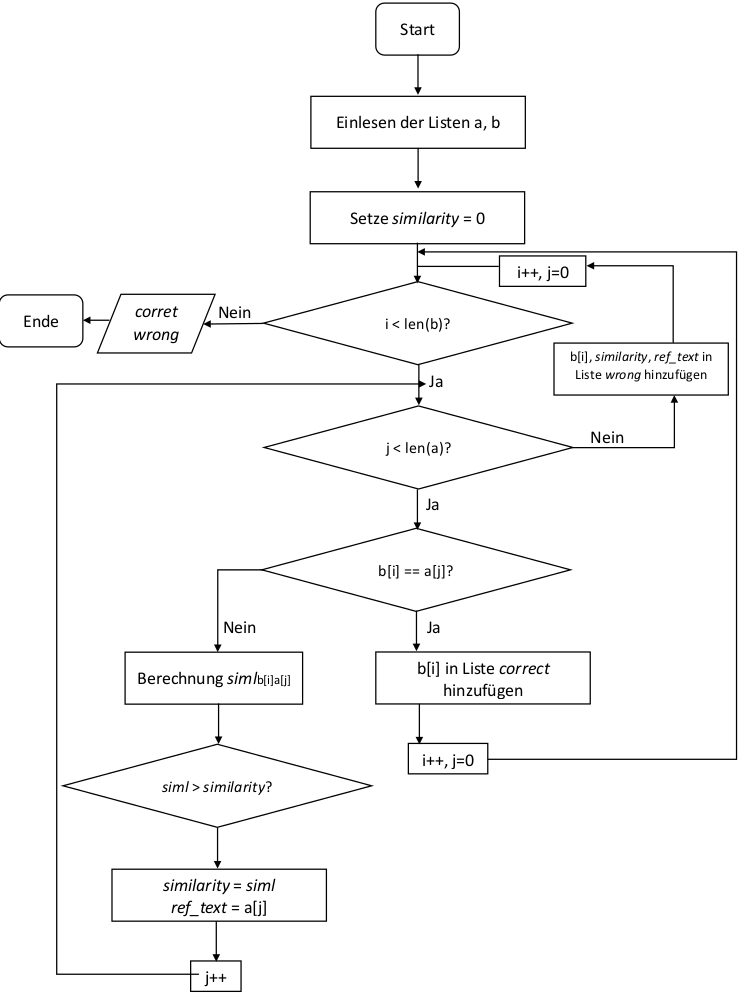 Start
Einlesen der Listen a, b
Setze similarity = 0
i++, j=0
i < len(b)?
Nein
corret
wrong
Ende
b[i], similarity, ref_text in
Liste wrong hinzufügen
Ja
j < len(a)?
Nein
Ja
b[i] == a[j]?
Nein
Ja
Berechnung simlb[i]a[j]
b[i] in Liste correct
hinzufügen
i++, j=0
siml > similarity?
similarity = siml
ref_text = a[j]
j++